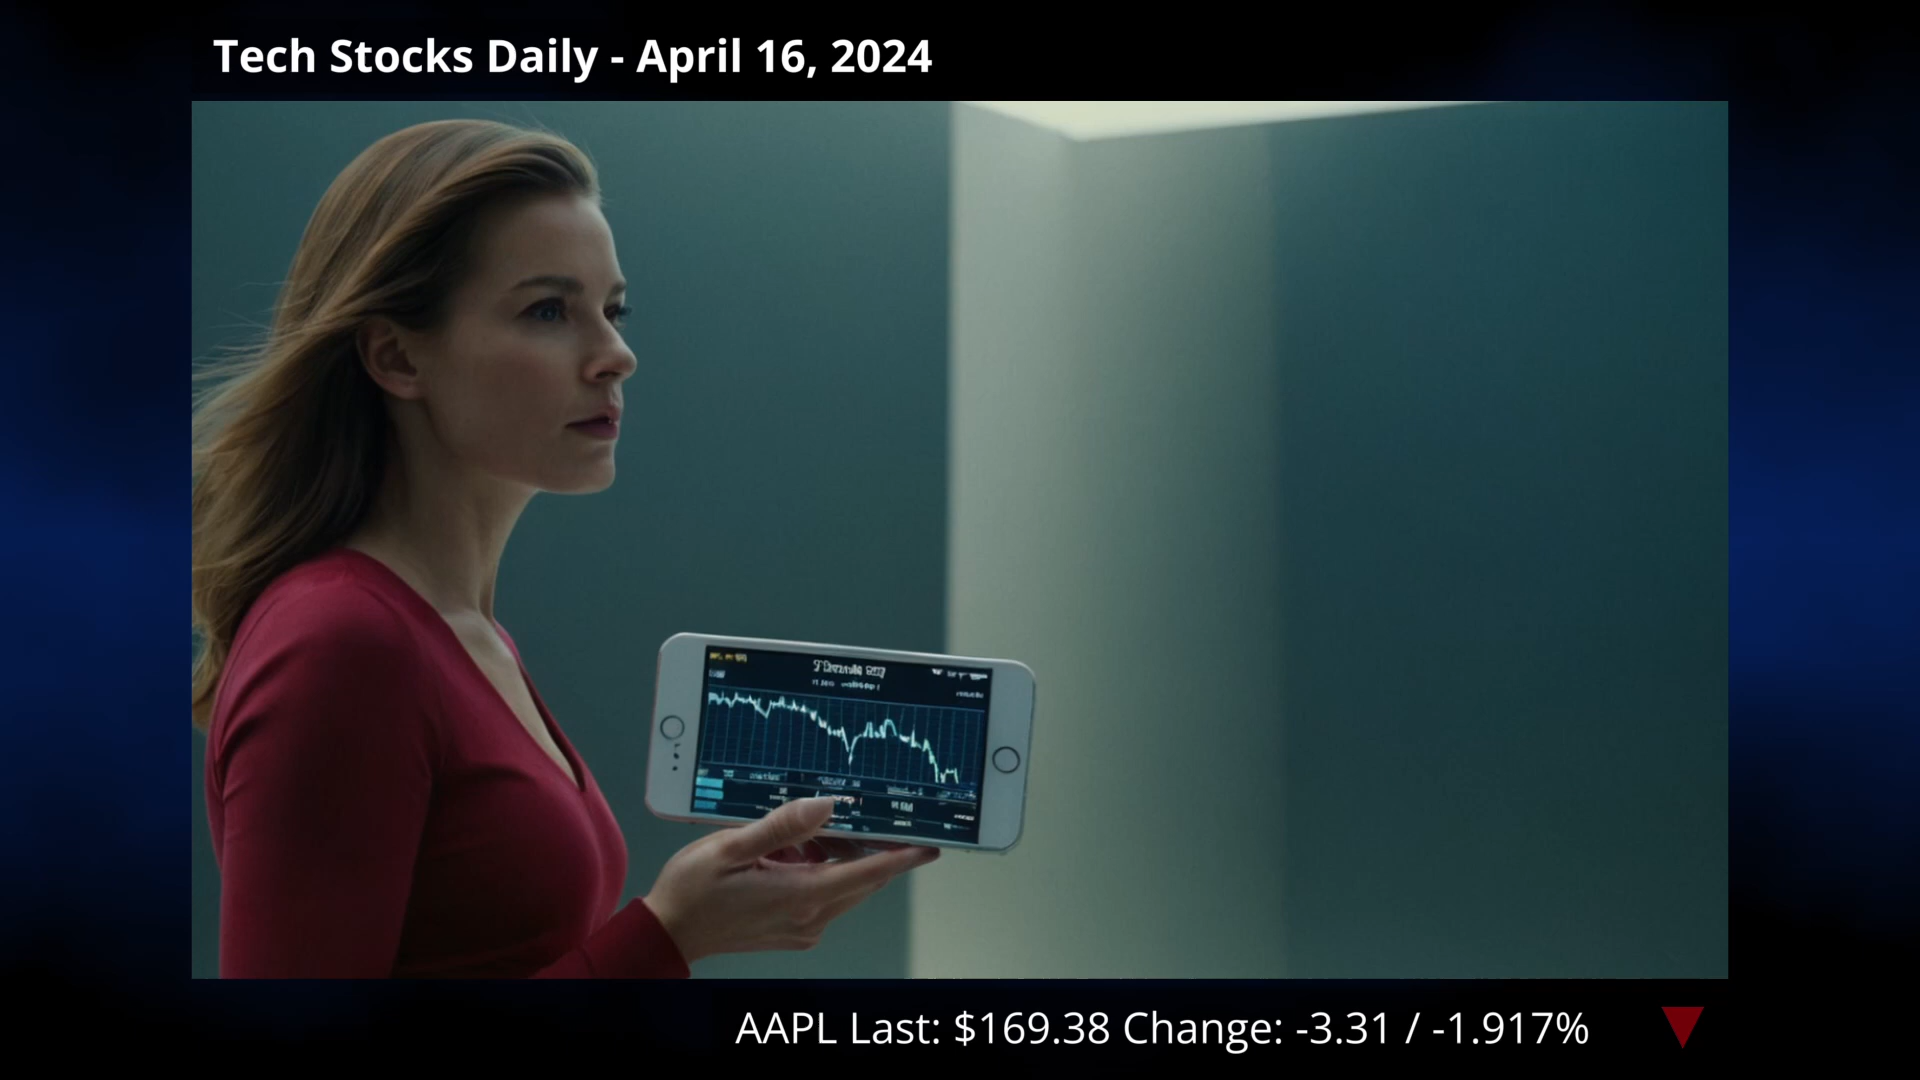 Tech Stocks Daily - April 16, 2024
AAPL Last: $169.38 Change: -3.31 / -1.917%